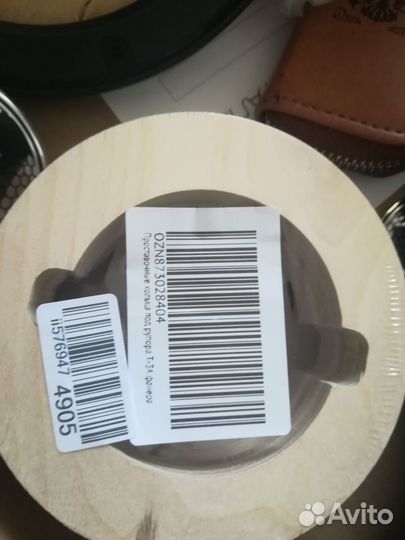 OZN873028404
Проставочные кольца под рупора Т-34 фанера
ii576947 4905
Avito